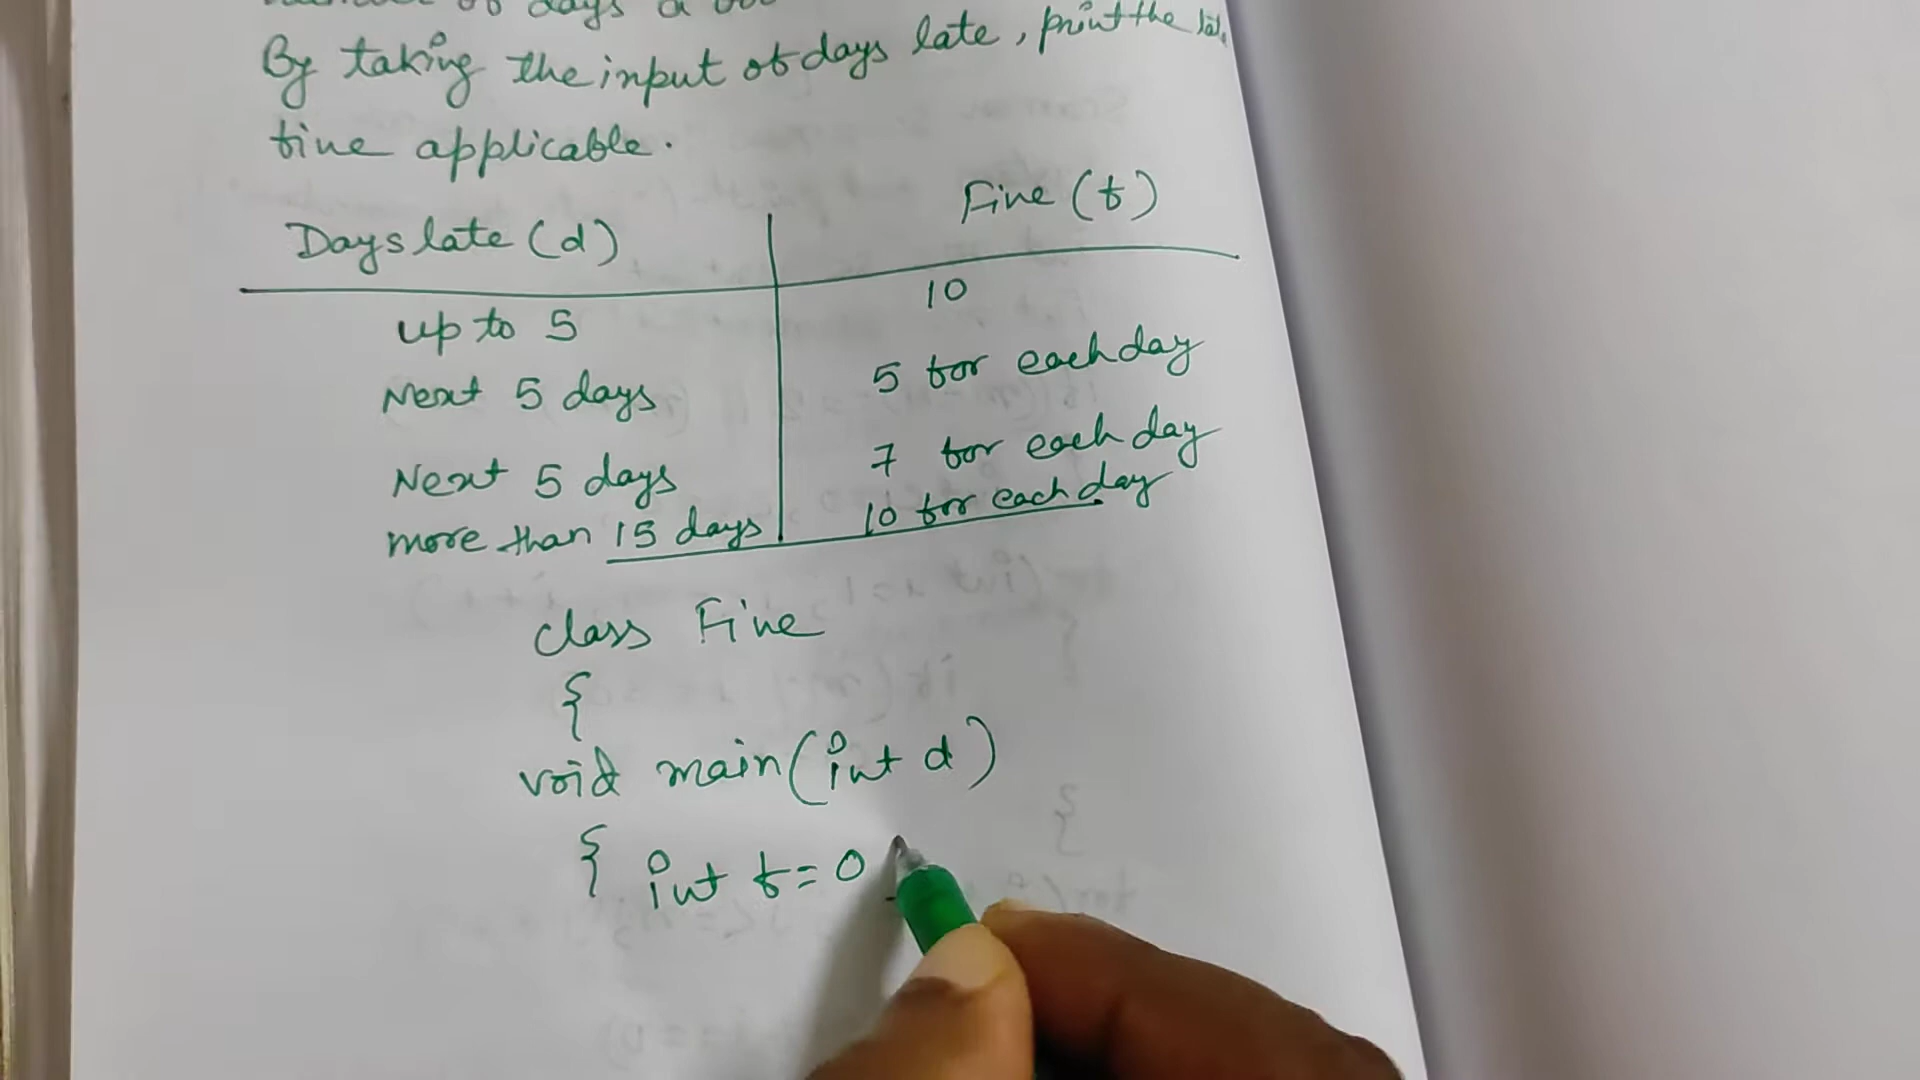 of days a
By taking the input of days late, print the
fine applicable.
Days late (d) Fine (f)
up to 5 10
Next 5 days 5 for each day
Next 5 days 7 for each day
more than 15 days 10 for each day
class Fine
{
void main(int d)
{ int f=0